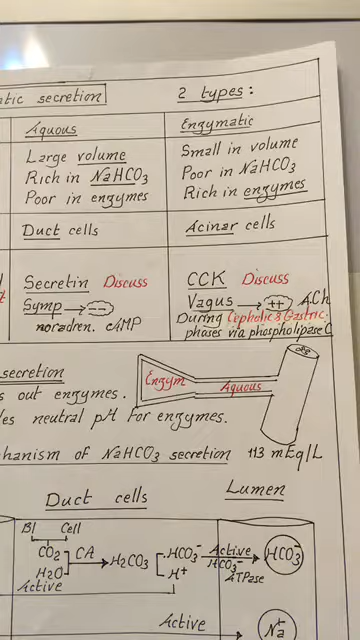 tic secretion 2 types:
Aqueous
Large volume
Rich in NaHCO3
Poor in enzymes
Enzymatic
Small in volume
Poor in NaHCO3
Rich in enzymes
Duct cells
Acinar cells
Secretin Discuss
Symp → --
noradren. cAMP
CCK Discuss
Vagus → ++ ACh
During Cephalic & Gastric
phases via phospholipase C
secretion
s out enzymes.
es neutral pH for enzymes.
Enzym
Aqueous
chanism of NaHCO3 secretion 113 mEq/L
Duct cells
Lumen
Bl Cell
CO2
H2O
CA → H2CO3
HCO3-
H+
Active
HCO3-
ATPase
HCO3-
Active
Active
Na+